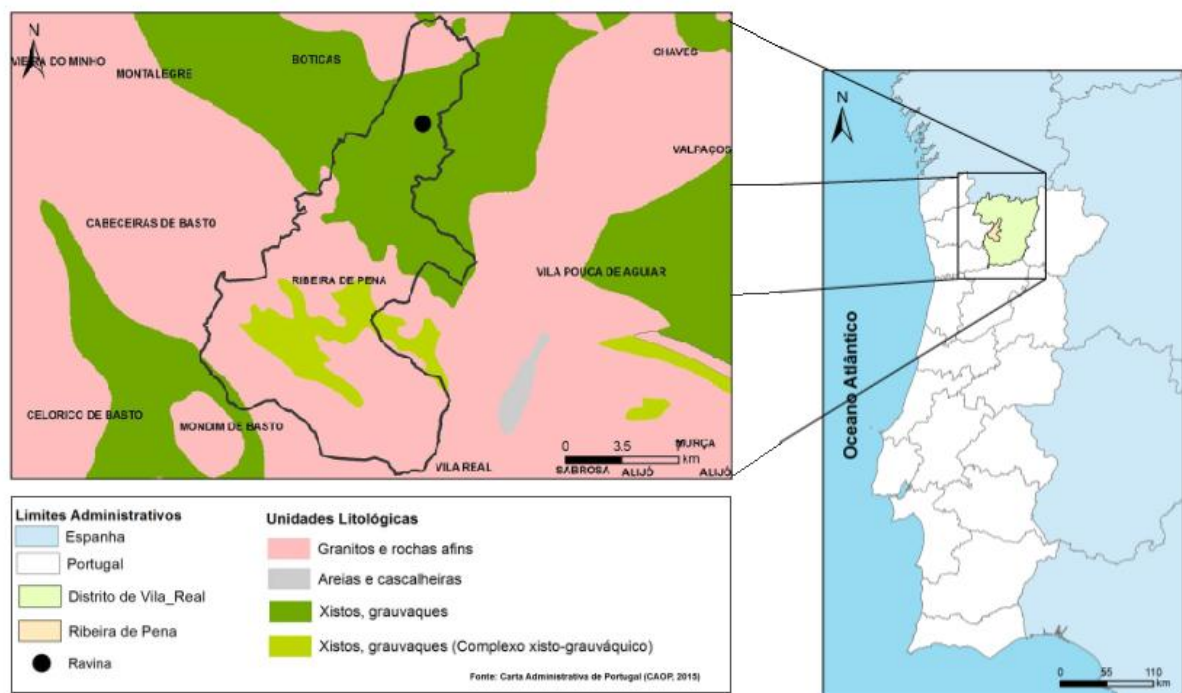 N
CHAVES
VIEIRA DO MINHO
MONTALEGRE
BOTICAS
VALPAÇOS
CABECEIRAS DE BASTO
RIBEIRA DE PENA
VILA POUCA DE AGUIAR
CELORICO DE BASTO
MONDIM DE BASTO
VILA REAL
0 3.5 7
km
MURÇA
SABROSA
ALIJÓ
ALIJÓ
N
Oceano Atlântico
0 55 110
km
Limites Administrativos
Espanha
Portugal
Distrito de Vila_Real
Ribeira de Pena
Ravina
Unidades Litológicas
Granitos e rochas afins
Areias e cascalheiras
Xistos, grauvaques
Xistos, grauvaques (Complexo xisto-grauváquico)
Fonte: Carta Administrativa de Portugal (CAOP, 2015)